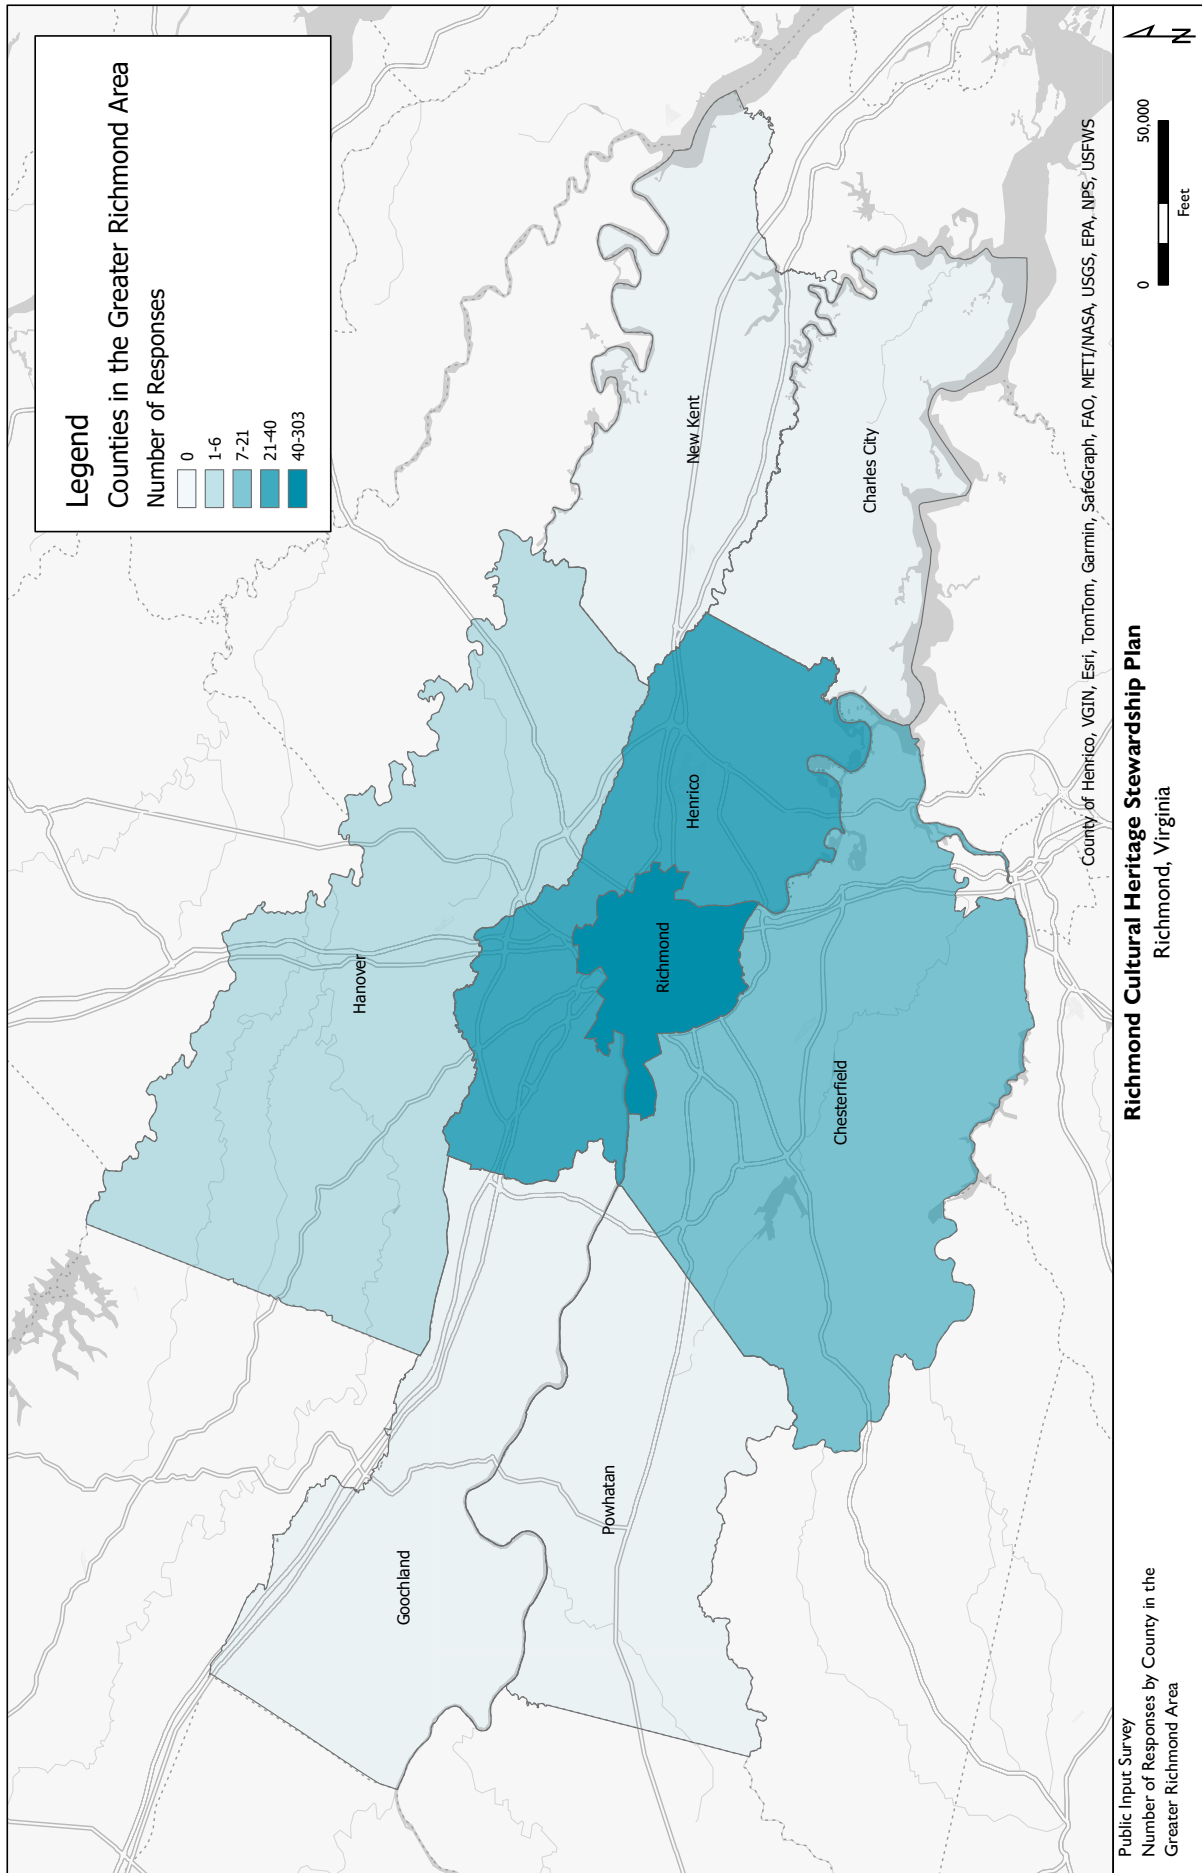 Legend
Counties in the Greater Richmond Area
Number of Responses
0
1-6
7-21
21-40
40-303
Hanover
Goochland
Powhatan
Richmond
Henrico
New Kent
Chesterfield
Charles City
County of Henrico, VGIN, Esri, TomTom, Garmin, SafeGraph, FAO, METI/NASA, USGS, EPA, NPS, USFWS
Public Input Survey
Number of Responses by County in the
Greater Richmond Area
Richmond Cultural Heritage Stewardship Plan
Richmond, Virginia
0 50,000
Feet
N